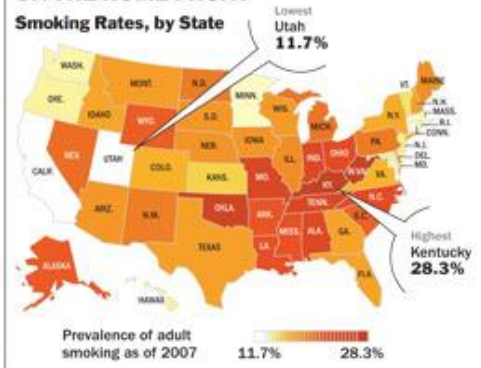 Smoking Rates, by State
Lowest
Utah
11.7%
WASH.
MONT.
N.D.
MINN.
VT.
MAINE
ORE.
IDAHO
WYO.
S.D.
WIS.
MICH.
N.Y.
N.H.
MASS.
R.I.
CONN.
N.J.
DEL.
MD.
NEV.
UTAH
COLO.
NEB.
IOWA
ILL.
IND.
OHIO
PA.
CALIF.
KANS.
MO.
KY.
W.VA.
VA.
ARIZ.
N.M.
OKLA.
ARK.
TENN.
N.C.
S.C.
TEXAS
LA.
MISS.
ALA.
GA.
FLA.
ALASKA
HAWAII
Highest
Kentucky
28.3%
Prevalence of adult
smoking as of 2007
11.7%
28.3%